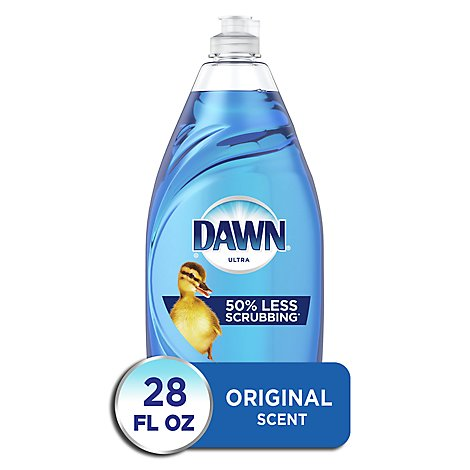 DAWN®
ULTRA
50% LESS
SCRUBBING*
28
FL OZ
ORIGINAL
SCENT